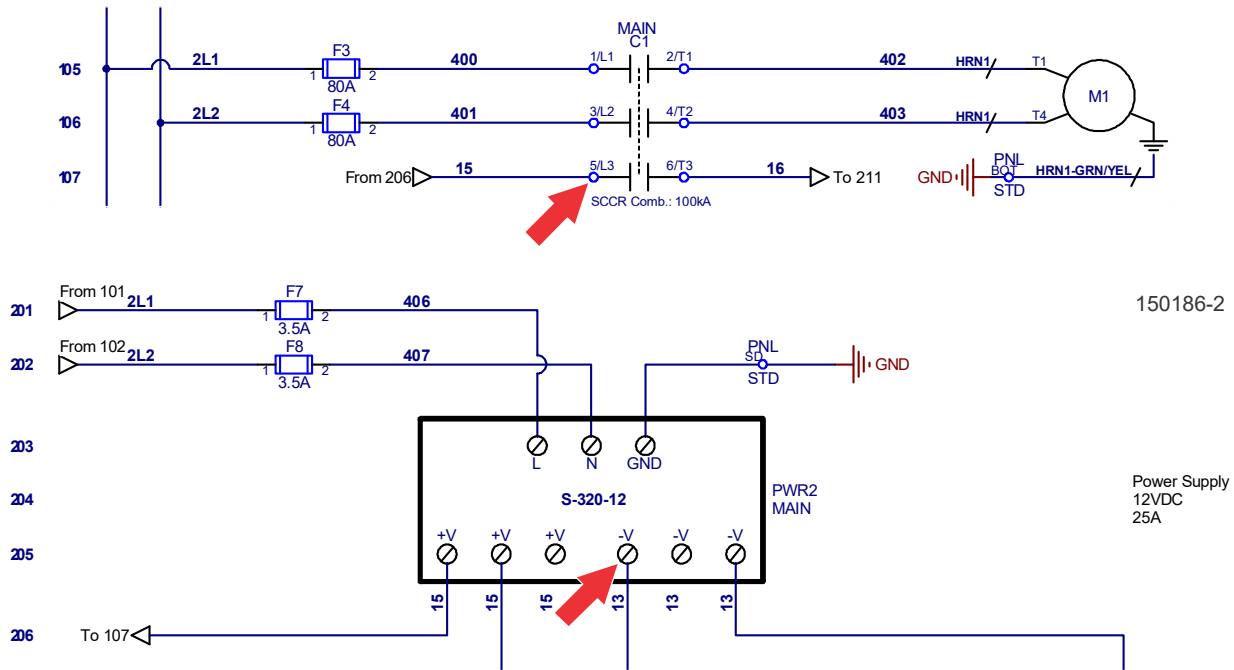 MAIN
C1
105 2L1 F3 400 1/L1 2/T1 402 HRN1 T1
1 2
80A
M1
106 2L2 F4 401 3/L2 4/T2 403 HRN1 T4
1 2
80A
107 From 206 15 5/L3 6/T3 16 To 211 GND PNL HRN1-GRN/YEL
BOT
STD
SCCR Comb.: 100kA
From 101
201 2L1 F7 406 150186-2
1 2
3.5A
From 102
202 2L2 F8 407 PNL
SD
1 2 GND
3.5A STD
203 L N GND
204 S-320-12 PWR2
MAIN
Power Supply
12VDC
25A
205 +V +V +V -V -V -V
15 15 15 13 13 13
206 To 107